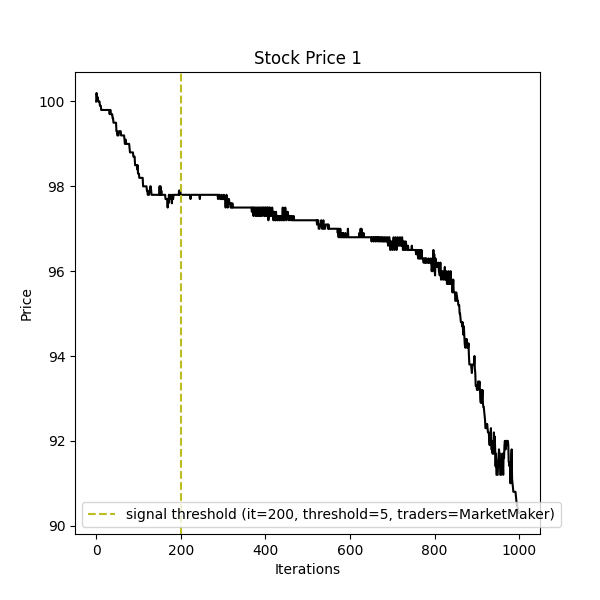 Stock Price 1
Price
100
98
96
94
92
90
signal threshold (it=200, threshold=5, traders=MarketMaker)
0 200 400 600 800 1000
Iterations